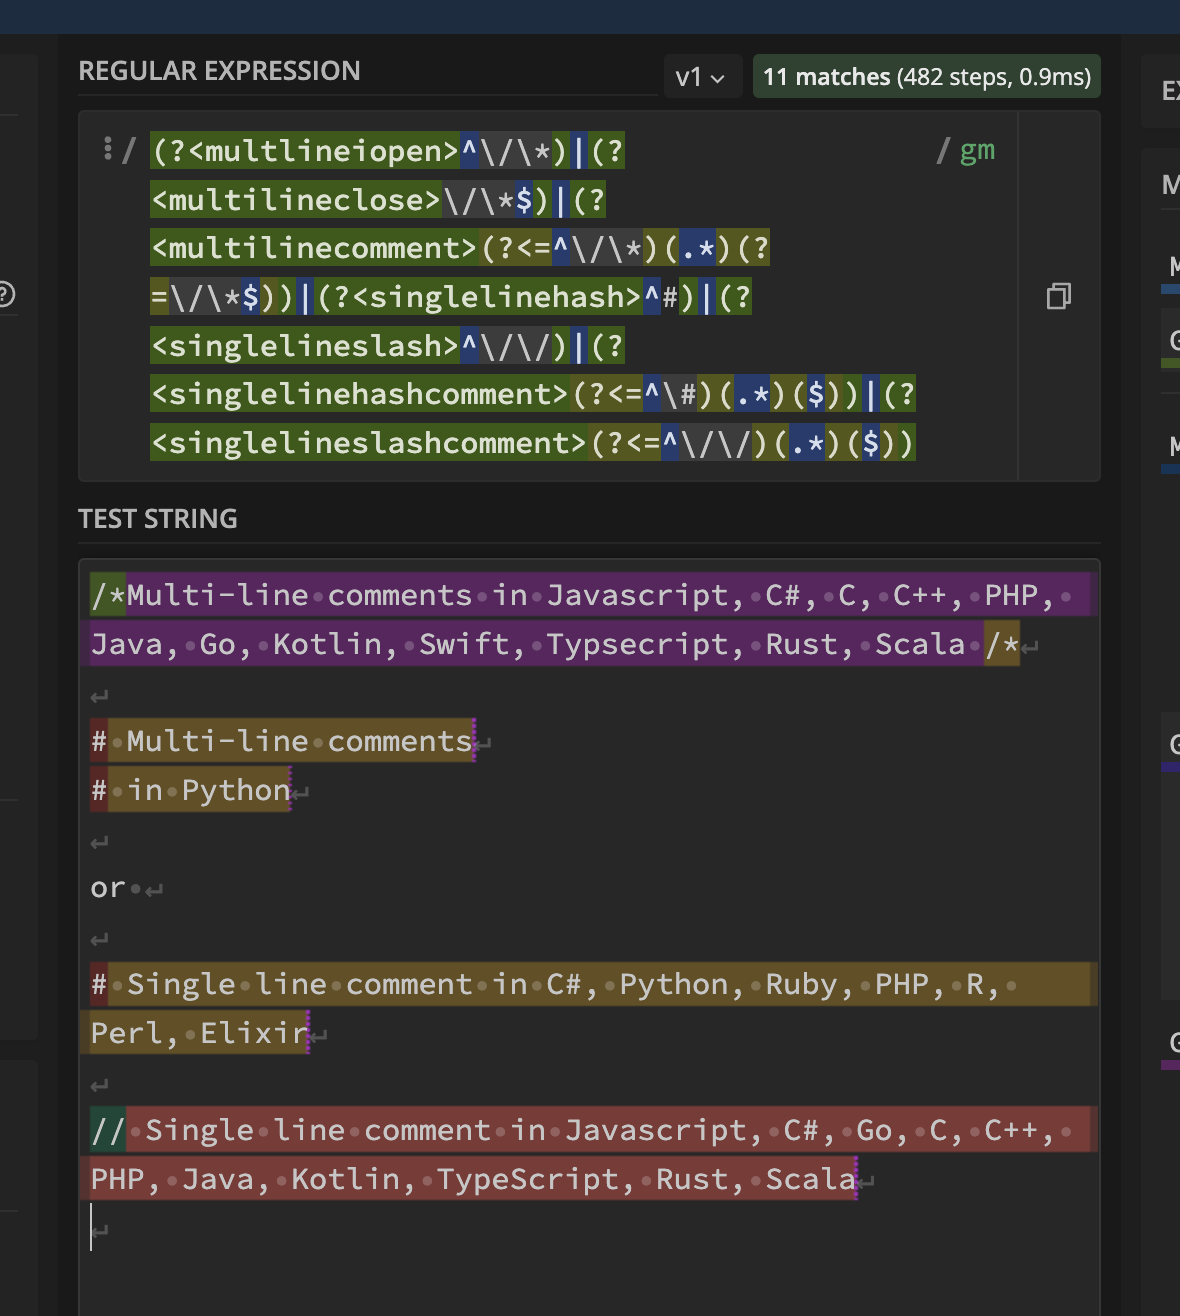 REGULAR EXPRESSION
v1
11 matches (482 steps, 0.9ms)
/ (?<multlineiopen>^\/\*)|(?
<multilineclose>\/\*$)|(?
<multilinecomment>(?<=^\/\*)(.*)(?
=\/\*$))|(?<singlelinehash>^#)|(?
<singlelineslash>^\/\/)|(?
<singlelinehashcomment>(?<=^\#)(.*)($))|(?
<singlelineslashcomment>(?<=^\/\/)(.*)($))
/ gm
TEST STRING
/*Multi-line comments in Javascript, C#, C, C++, PHP,
Java, Go, Kotlin, Swift, Typsecript, Rust, Scala /*
# Multi-line comments
# in Python
or
# Single line comment in C#, Python, Ruby, PHP, R,
Perl, Elixir
// Single line comment in Javascript, C#, Go, C, C++,
PHP, Java, Kotlin, TypeScript, Rust, Scala